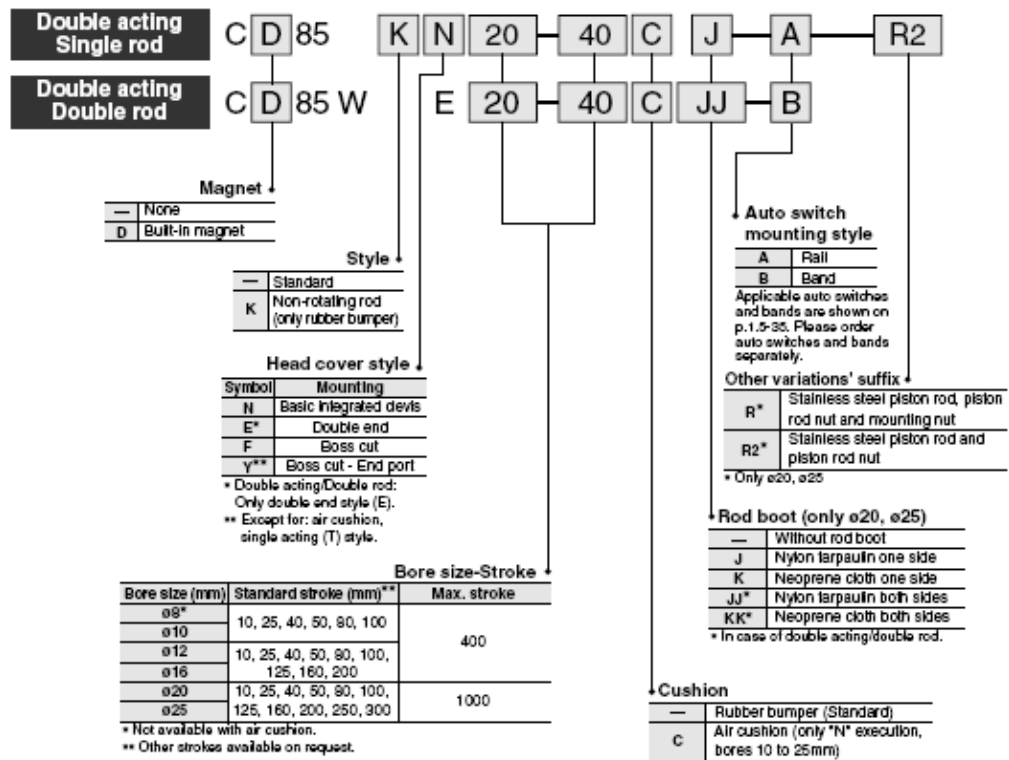 Double acting
Single rod
C D 85 K N 20 - 40 C J - A - R2
Double acting
Double rod
C D 85 W E 20 - 40 C JJ - B
Magnet
— None
D Built-in magnet
Style
— Standard
K Non-rotating rod
(only rubber bumper)
Head cover style
Symbol Mounting
N Basic integrated clevis
E* Double end
F Boss cut
Y** Boss cut - End port
* Double acting/Double rod:
Only double end style (E).
** Except for: air cushion,
single acting (T) style.
Auto switch
mounting style
A Rail
B Band
Applicable auto switches
and bands are shown on
p.1.5-35. Please order
auto switches and bands
separately.
Other variations' suffix
R* Stainless steel piston rod, piston
rod nut and mounting nut
R2* Stainless steel piston rod and
piston rod nut
* Only ø20, ø25
Rod boot (only ø20, ø25)
— Without rod boot
J Nylon tarpaulin one side
K Neoprene cloth one side
JJ* Nylon tarpaulin both sides
KK* Neoprene cloth both sides
* In case of double acting/double rod.
Bore size-Stroke
Bore size (mm) Standard stroke (mm)** Max. stroke
ø8*
ø10
10, 25, 40, 50, 80, 100
ø12
ø16
10, 25, 40, 50, 80, 100,
125, 160, 200
400
ø20
ø25
10, 25, 40, 50, 80, 100,
125, 160, 200, 250, 300
1000
* Not available with air cushion.
** Other strokes available on request.
Cushion
— Rubber bumper (Standard)
C Air cushion (only "N" execution,
bores 10 to 25mm)